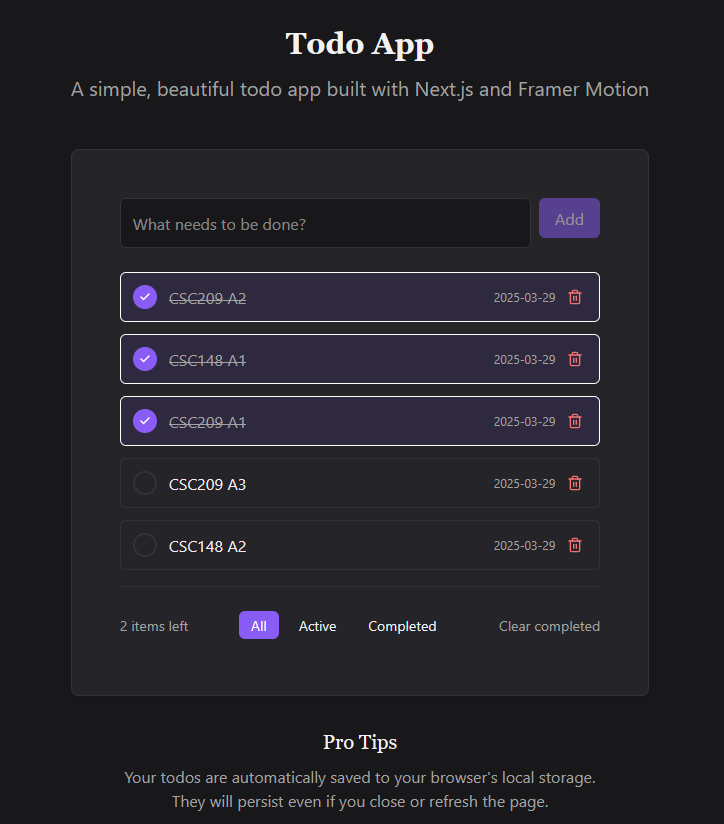 Todo App
A simple, beautiful todo app built with Next.js and Framer Motion
What needs to be done? Add
CSC209 A2 2025-03-29
CSC148 A1 2025-03-29
CSC209 A1 2025-03-29
CSC209 A3 2025-03-29
CSC148 A2 2025-03-29
2 items left All Active Completed Clear completed
Pro Tips
Your todos are automatically saved to your browser's local storage.
They will persist even if you close or refresh the page.